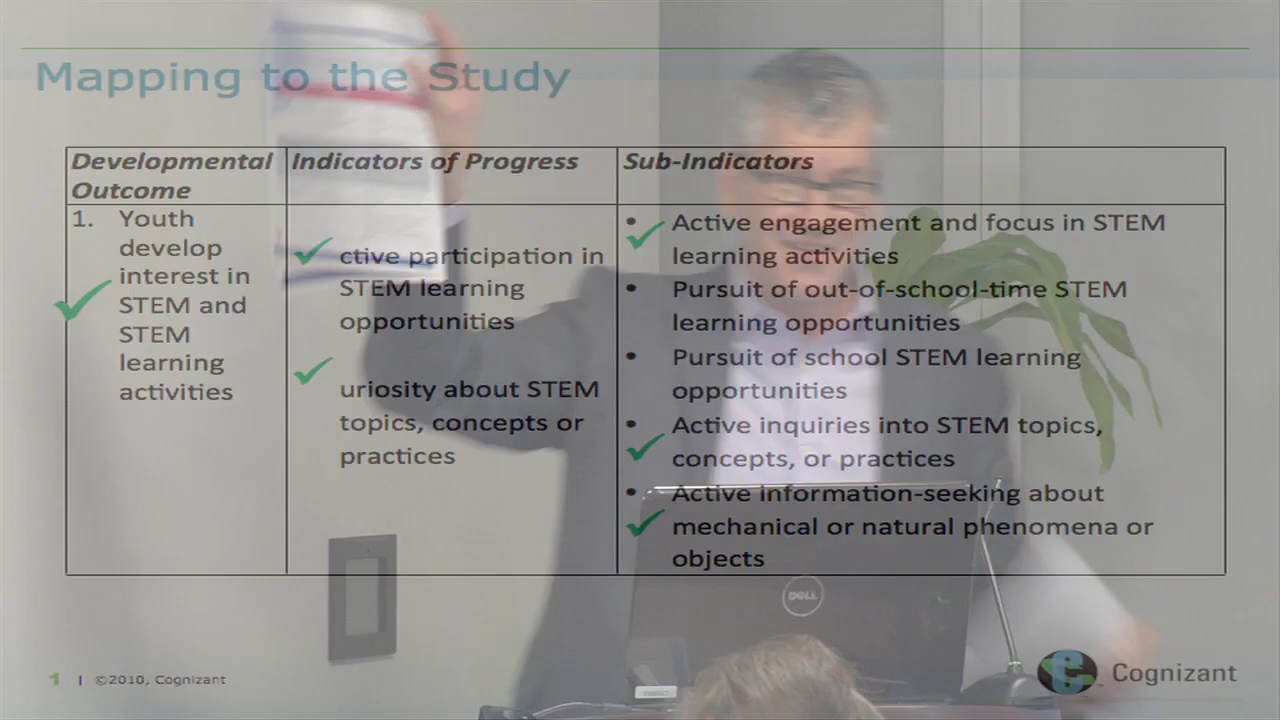 Mapping to the Study
Developmental
Outcome
Indicators of Progress
Sub-Indicators
1. Youth
develop
interest in
STEM and
STEM
learning
activities
ctive participation in
STEM learning
opportunities
uriosity about STEM
topics, concepts or
practices
• Active engagement and focus in STEM
learning activities
• Pursuit of out-of-school-time STEM
learning opportunities
• Pursuit of school STEM learning
opportunities
• Active inquiries into STEM topics,
concepts, or practices
• Active information-seeking about
mechanical or natural phenomena or
objects
DELL
1 | ©2010, Cognizant
Cognizant